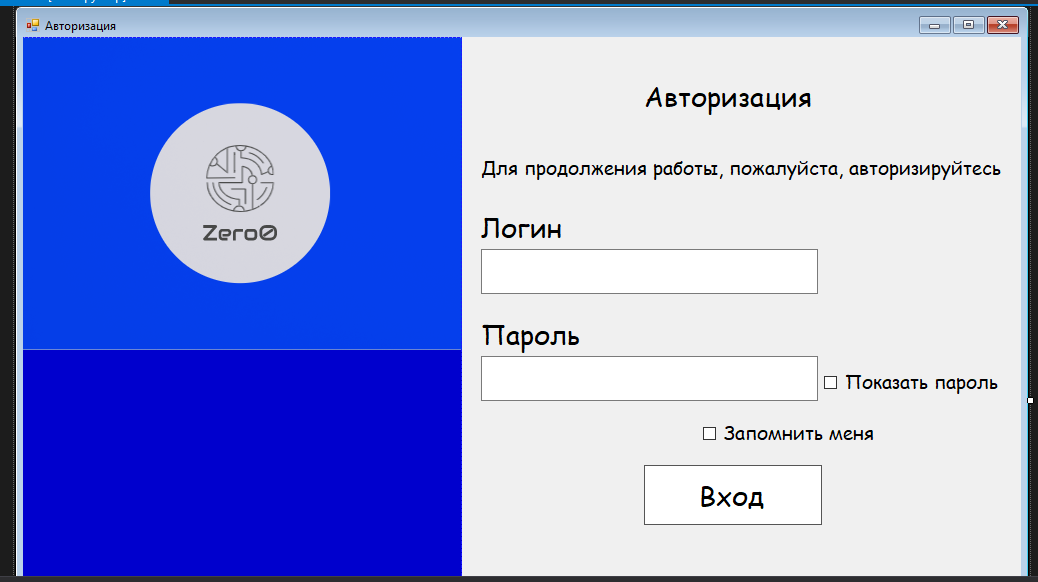 Авторизация
Zero0
Авторизация
Для продолжения работы, пожалуйста, авторизируйтесь
Логин
Пароль
Показать пароль
Запомнить меня
Вход